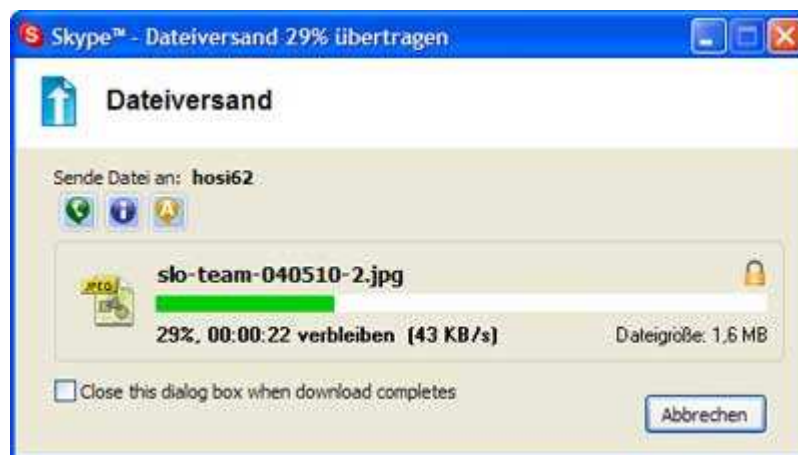 Skype™ - Dateiversand 29% übertragen
Dateiversand
Sende Datei an: hosi62
JPEG
slo-team-040510-2.jpg
29%, 00:00:22 verbleiben (43 KB/s)
Dateigröße: 1,6 MB
Close this dialog box when download completes
Abbrechen